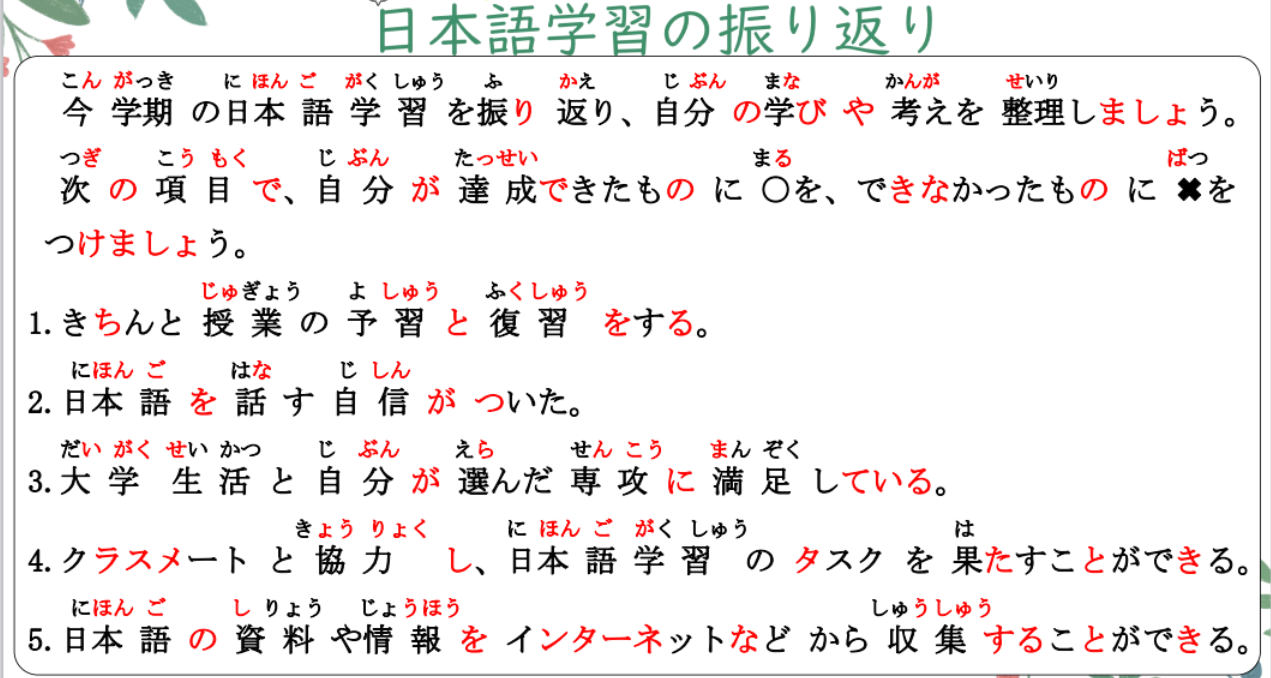 日本語学習の振り返り
こんがっき にほんご がくしゅう ふ かえ じぶん まな かんが せいり
今学期の日本語学習を振り返り、自分の学びや考えを整理しましょう。
つぎ こうもく じぶん たっせい まる ばつ
次の項目で、自分が達成できたものに〇を、できなかったものに✖を
つけましょう。
じゅぎょう よしゅう ふくしゅう
1.きちんと授業の予習と復習をする。
にほんご はな じしん
2.日本語を話す自信がついた。
だいがくせいかつ じぶん えら せんこう まんぞく
3.大学生活と自分が選んだ専攻に満足している。
きょうりょく にほんご がくしゅう は
4.クラスメートと協力し、日本語学習のタスクを果たすことができる。
にほんご しりょう じょうほう しゅうしゅう
5.日本語の資料や情報をインターネットなどから収集することができる。